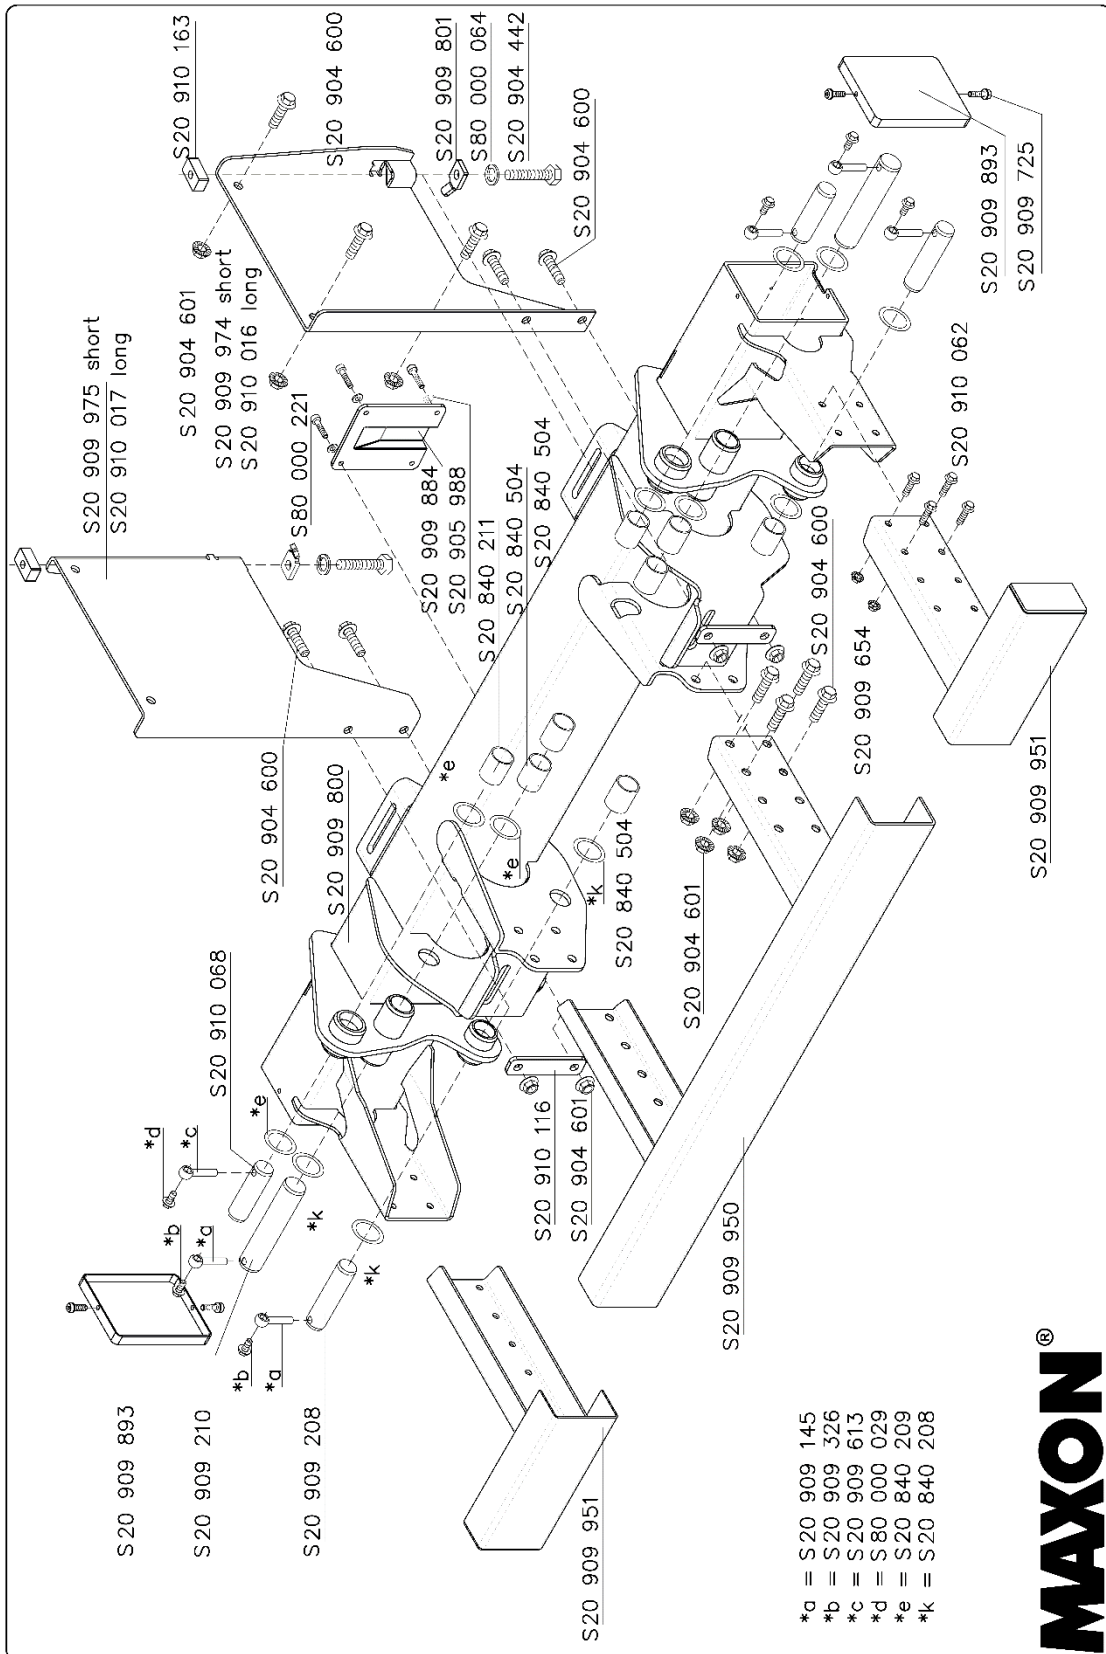 S20 910 163
S20 904 600
S20 909 801
S80 000 064
S20 904 442
S20 904 600
S20 909 893
S20 909 725
S20 904 601
S20 909 974 short
S20 910 016 long
S20 909 975 short
S20 910 017 long
S80 000 221
S20 909 884
S20 905 988
S20 840 211
S20 840 504
S20 840 504
S20 910 062
S20 904 600
S20 909 654
S20 909 951
S20 904 600
S20 909 800
*e
*e
*k
S20 840 504
S20 904 601
S20 910 068
*e
*d
*c
*b
*a
*k
*k
*b
*a
S20 910 116
S20 904 601
S20 909 950
S20 909 893
S20 909 210
S20 909 208
S20 909 951
*a = S20 909 145
*b = S20 909 326
*c = S20 909 613
*d = S80 000 029
*e = S20 840 209
*k = S20 840 208
MAXON®